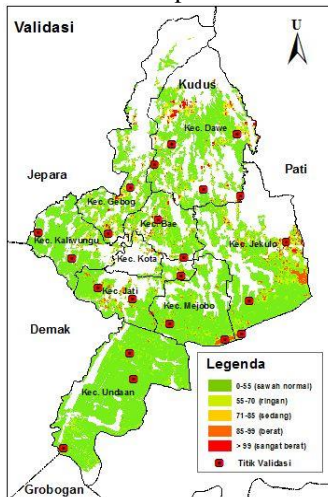 Validasi
U
Kudus
Kec. Dawe
Jepara
Pati
Kec. Gebog
Kec. Bae
Kec. Kaliwungu
Kec. Kota
Kec. Jekulo
Kec. Jati
Kec. Mejobo
Demak
Kec. Undaan
Grobogan
Legenda
0-55 (sawah normal)
55-70 (ringan)
71-85 (sedang)
85-99 (berat)
> 99 (sangat berat)
Titik Validasi